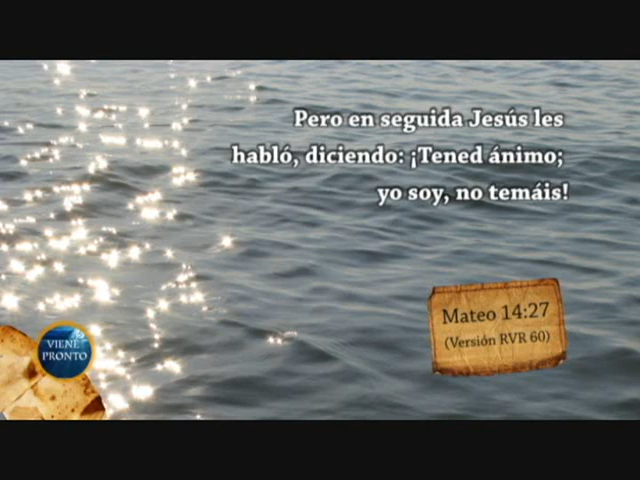 Pero en seguida Jesús les
habló, diciendo: ¡Tened ánimo;
yo soy, no temáis!
Mateo 14:27
(Versión RVR 60)
VIENE
PRONTO